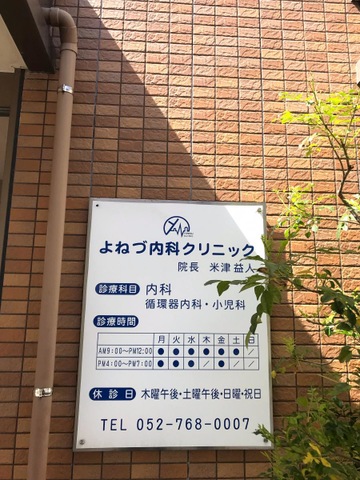 よねづ内科クリニック
院長 米津益人
診療科目 内科
循環器内科・小児科
診療時間
月 火 水 木 金 土 日
AM9:00〜PM12:00 ● ● ● ● ● ● /
PM4:00〜PM7:00 ● ● ● / ● / /
休診日 木曜午後・土曜午後・日曜・祝日
TEL 052-768-0007